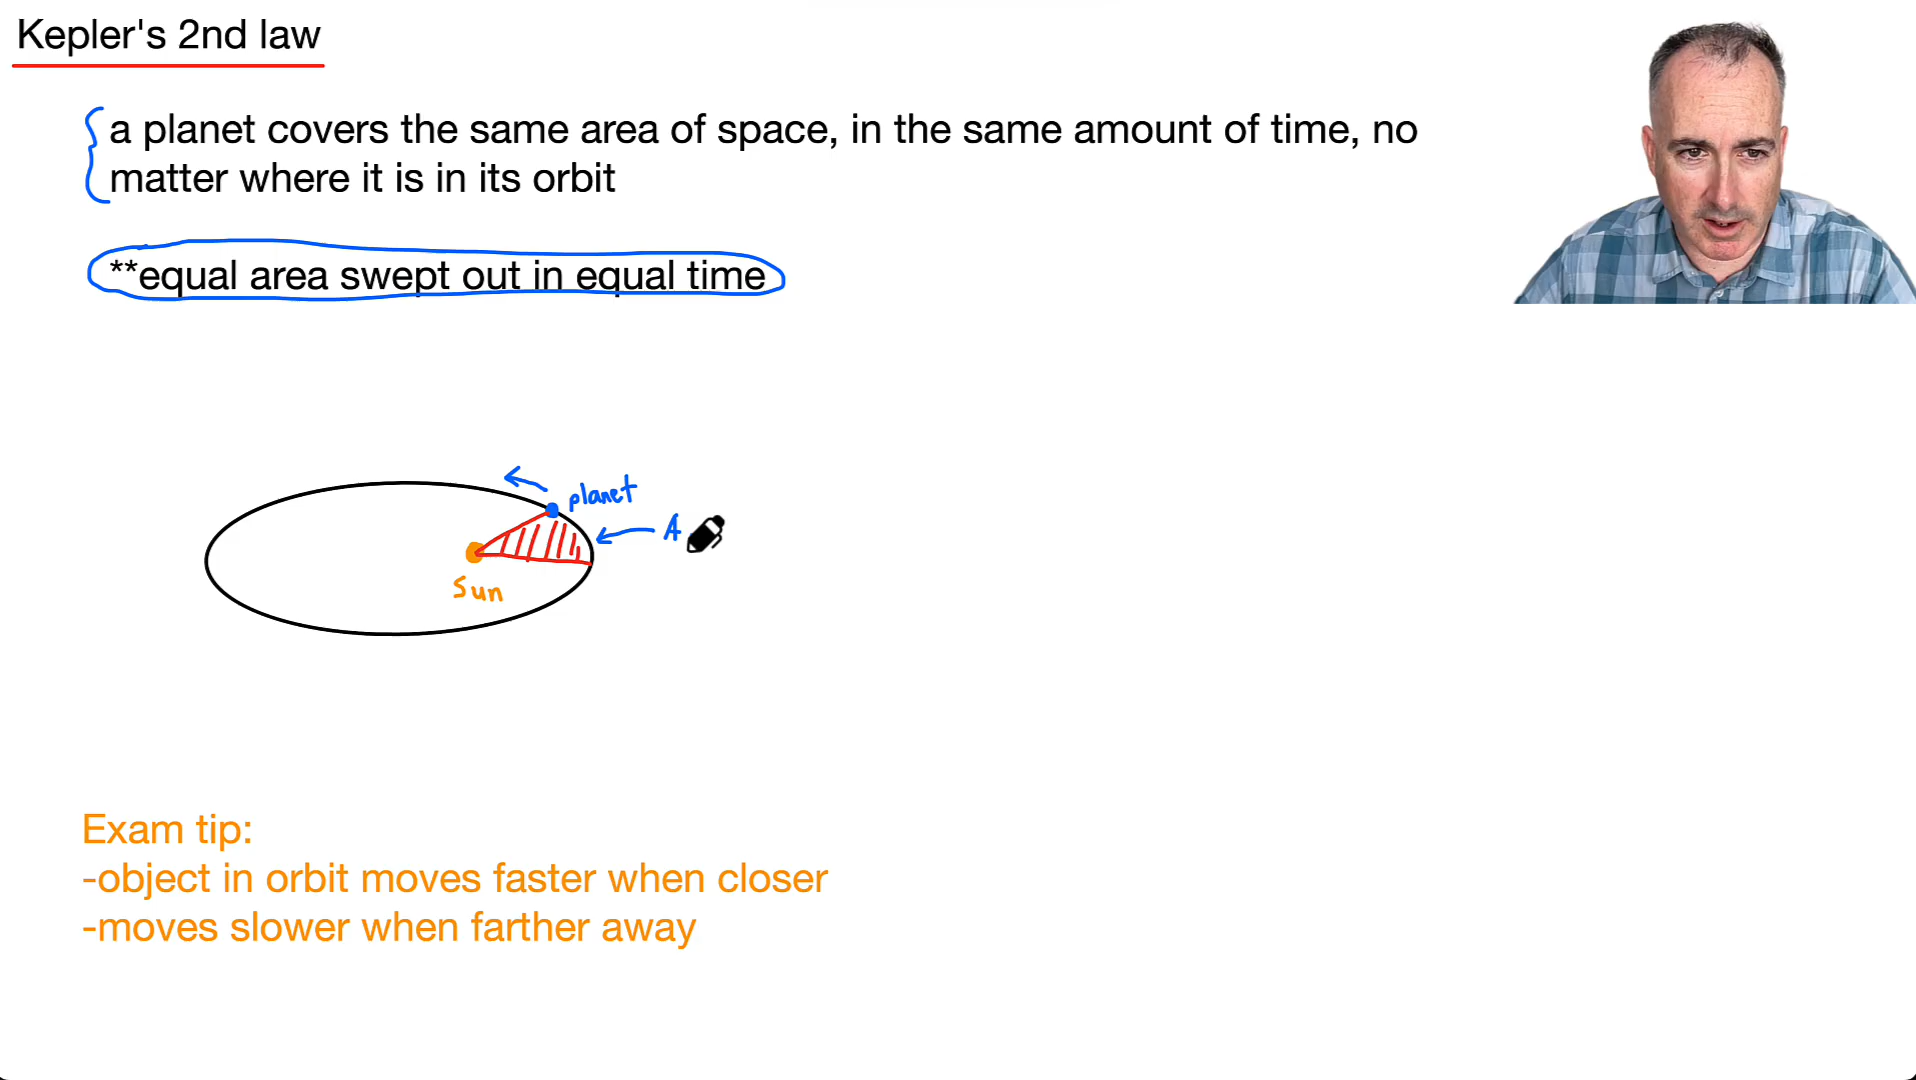 Kepler's 2nd law
a planet covers the same area of space, in the same amount of time, no
matter where it is in its orbit
**equal area swept out in equal time
planet
A
Sun
Exam tip:
-object in orbit moves faster when closer
-moves slower when farther away